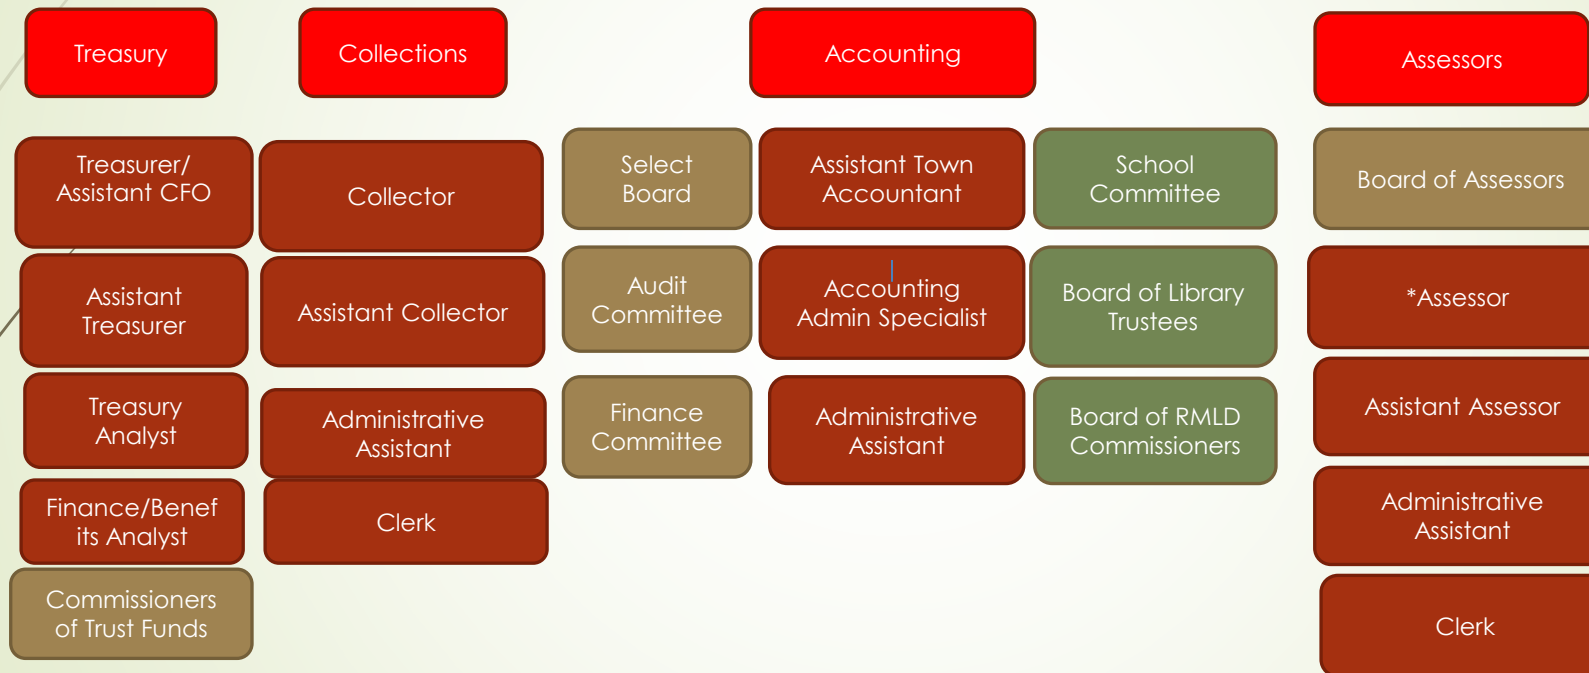 Treasury
Collections
Accounting
Assessors
Treasurer/
Assistant CFO
Assistant
Treasurer
Treasury
Analyst
Finance/Benef
its Analyst
Commissioners
of Trust Funds
Collector
Assistant Collector
Administrative
Assistant
Clerk
Select
Board
Audit
Committee
Finance
Committee
Assistant Town
Accountant
Accounting
Admin Specialist
Administrative
Assistant
School
Committee
Board of Library
Trustees
Board of RMLD
Commissioners
Board of Assessors
*Assessor
Assistant Assessor
Administrative
Assistant
Clerk